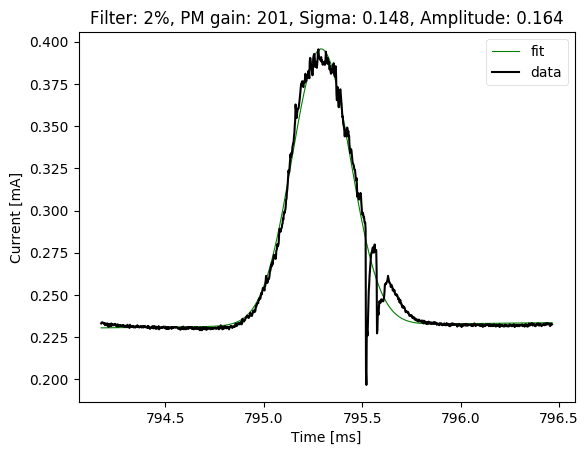 Filter: 2%, PM gain: 201, Sigma: 0.148, Amplitude: 0.164
fit
data
0.400
0.375
0.350
0.325
0.300
0.275
0.250
0.225
0.200
Current [mA]
794.5
795.0
795.5
796.0
796.5
Time [ms]